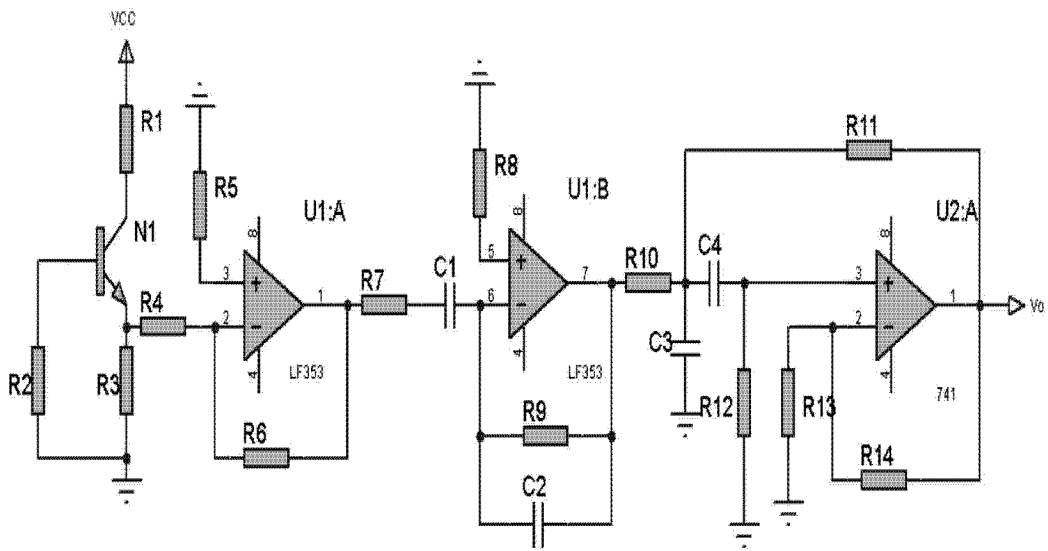 VCC
R1
R5
N1
R2
R3
R4
U1:A
8
3
2
1
4
LF353
R6
R7
C1
R8
U1:B
8
5
6
7
4
LF353
R9
C2
R10
C3
C4
R11
R12
R13
U2:A
8
3
2
1
4
741
R14
Vo